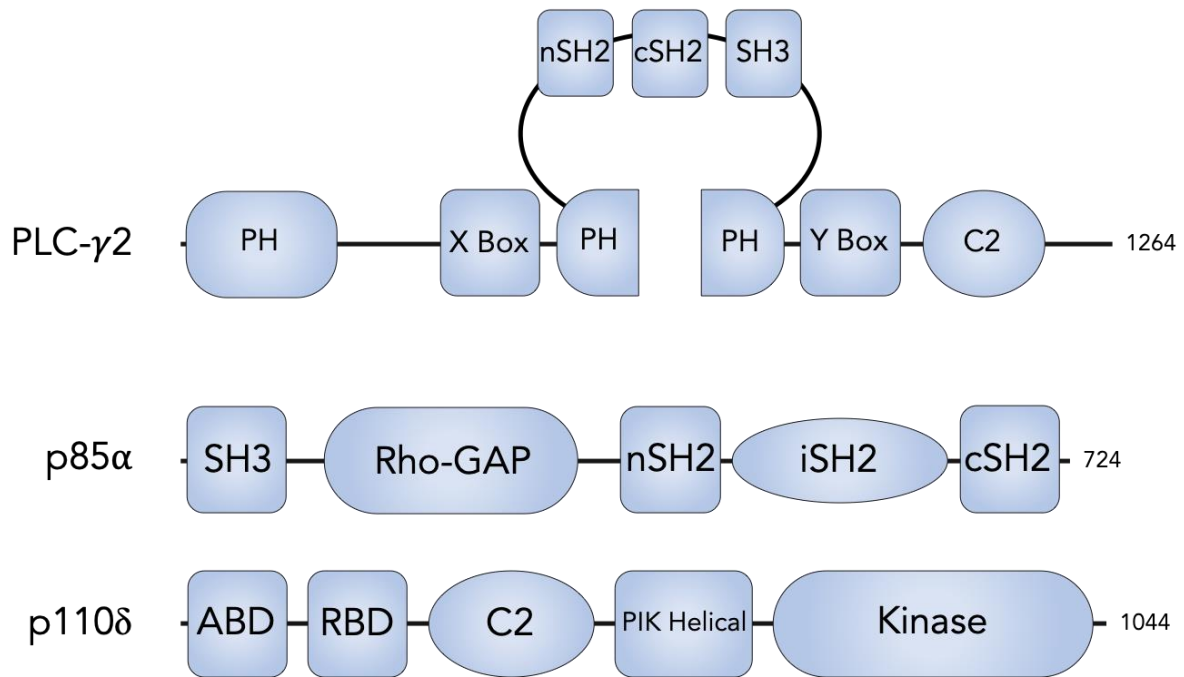 nSH2 cSH2 SH3
PLC-γ2 PH X Box PH PH Y Box C2 1264
p85α SH3 Rho-GAP nSH2 iSH2 cSH2 724
p110δ ABD RBD C2 PIK Helical Kinase 1044